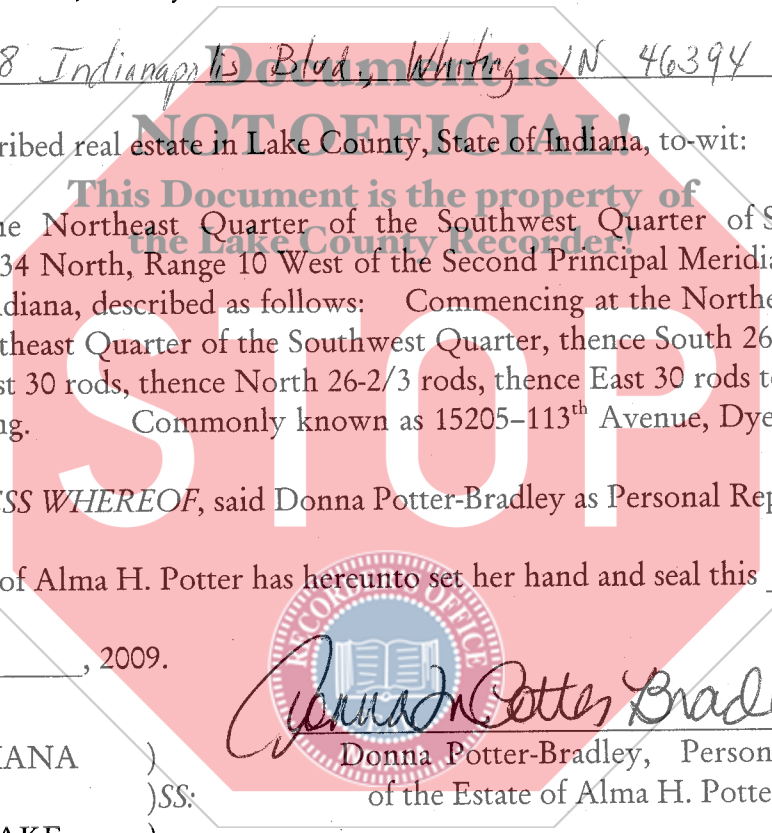 8 Indianapolis Blvd., Whiting IN 46394
Document is
NOT OFFICIAL!
ribed real estate in Lake County, State of Indiana, to-wit:
This Document is the property of
the Lake County Recorder!
ne Northeast Quarter of the Southwest Quarter of S
34 North, Range 10 West of the Second Principal Meridia
diana, described as follows: Commencing at the Northe
theast Quarter of the Southwest Quarter, thence South 26
st 30 rods, thence North 26-2/3 rods, thence East 30 rods t
ng. Commonly known as 15205–113th Avenue, Dye
STOP
SS WHEREOF, said Donna Potter-Bradley as Personal Rep
of Alma H. Potter has hereunto set her hand and seal this
, 2009.
RECORDER'S OFFICE
INDIANA
Donna M Potter Bradl
IANA )
Donna Potter-Bradley, Person
)SS:
of the Estate of Alma H. Potte
AKE )